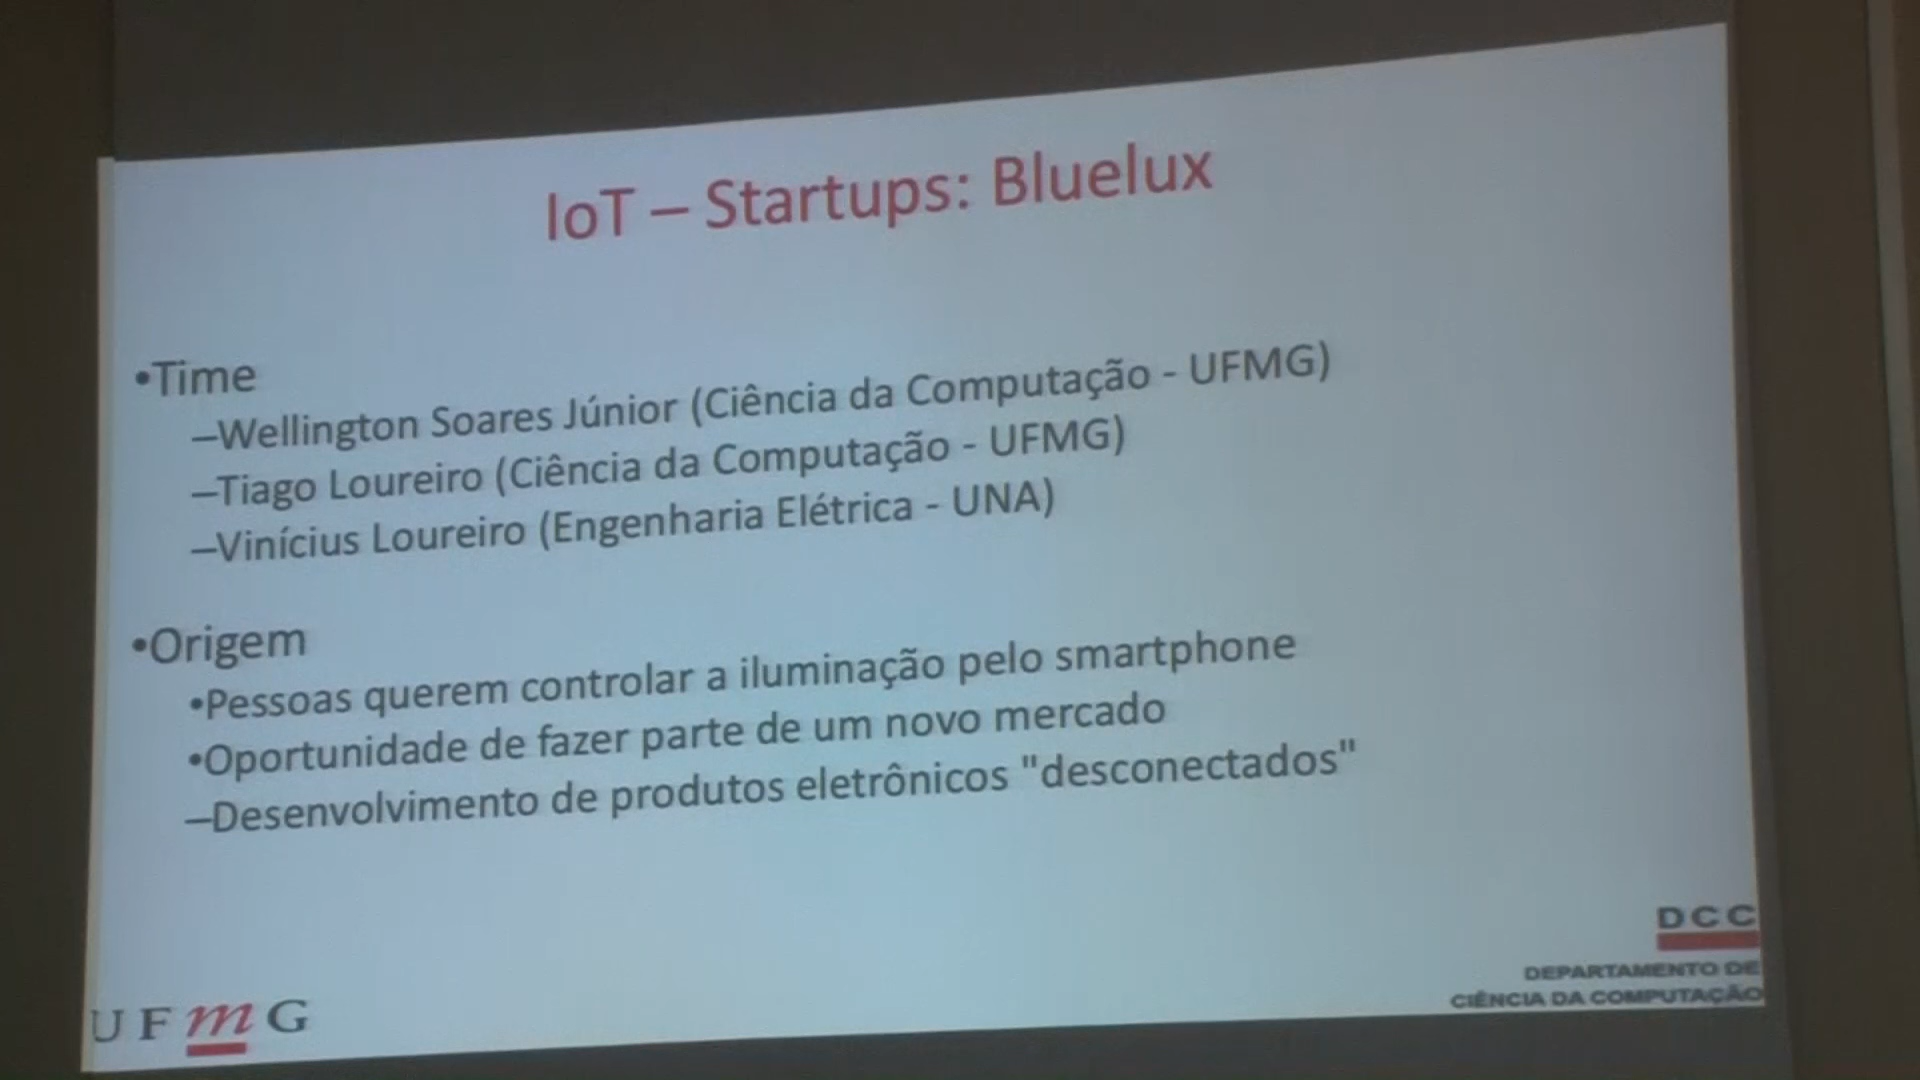 IoT – Startups: Bluelux
•Time
–Wellington Soares Júnior (Ciência da Computação - UFMG)
–Tiago Loureiro (Ciência da Computação - UFMG)
–Vinícius Loureiro (Engenharia Elétrica - UNA)
•Origem
•Pessoas querem controlar a iluminação pelo smartphone
•Oportunidade de fazer parte de um novo mercado
–Desenvolvimento de produtos eletrônicos "desconectados"
DCC
DEPARTAMENTO DE
CIÊNCIA DA COMPUTAÇÃO
UFmG